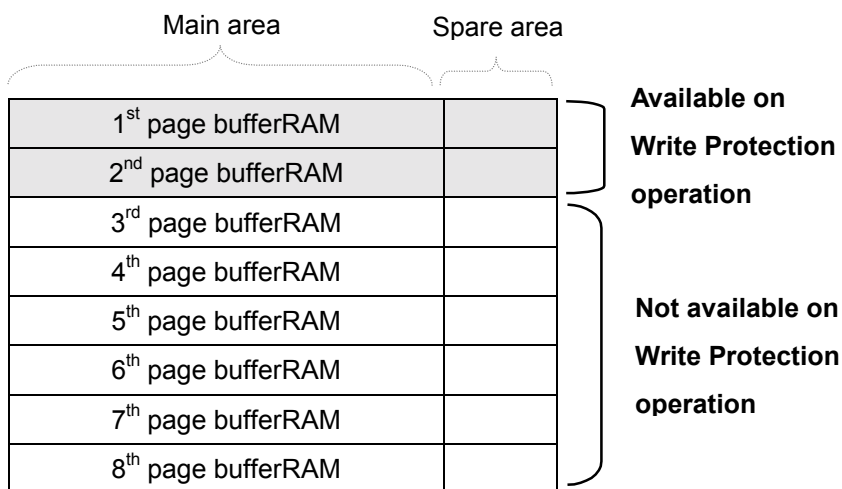 Main area Spare area
1st page bufferRAM
2nd page bufferRAM
3rd page bufferRAM
4th page bufferRAM
5th page bufferRAM
6th page bufferRAM
7th page bufferRAM
8th page bufferRAM
Available on
Write Protection
operation
Not available on
Write Protection
operation